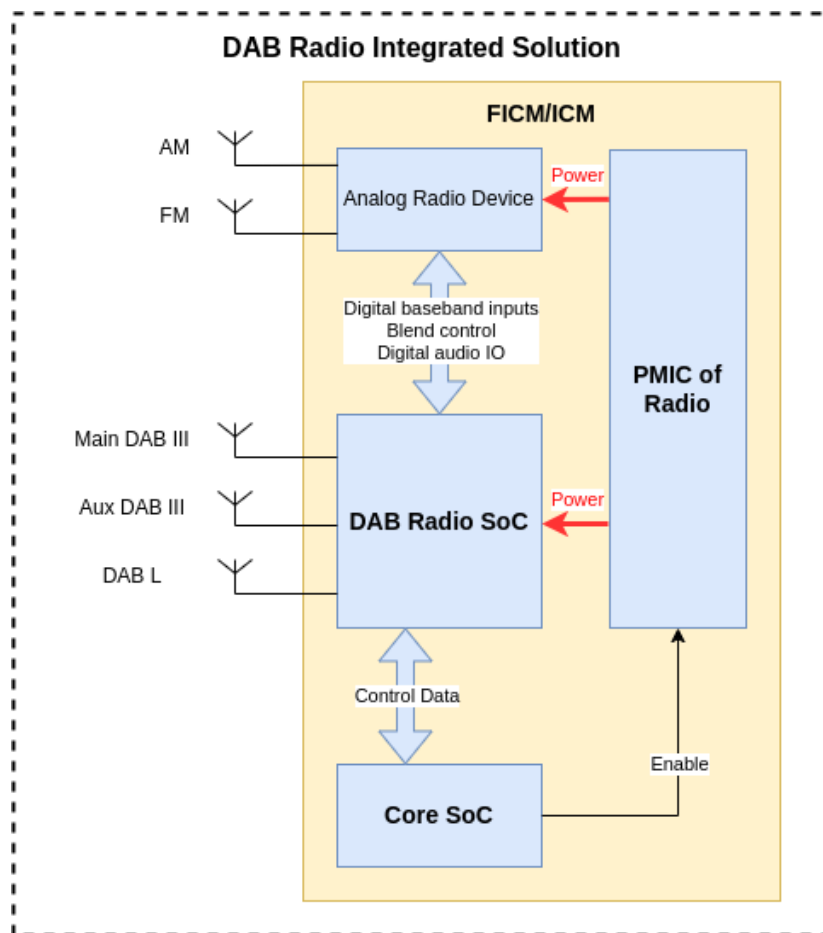 DAB Radio Integrated Solution
FICM/ICM
AM
FM
Analog Radio Device
Power
Digital baseband inputs
Blend control
Digital audio IO
PMIC of
Radio
Main DAB III
Aux DAB III
DAB L
DAB Radio SoC
Power
Control Data
Enable
Core SoC